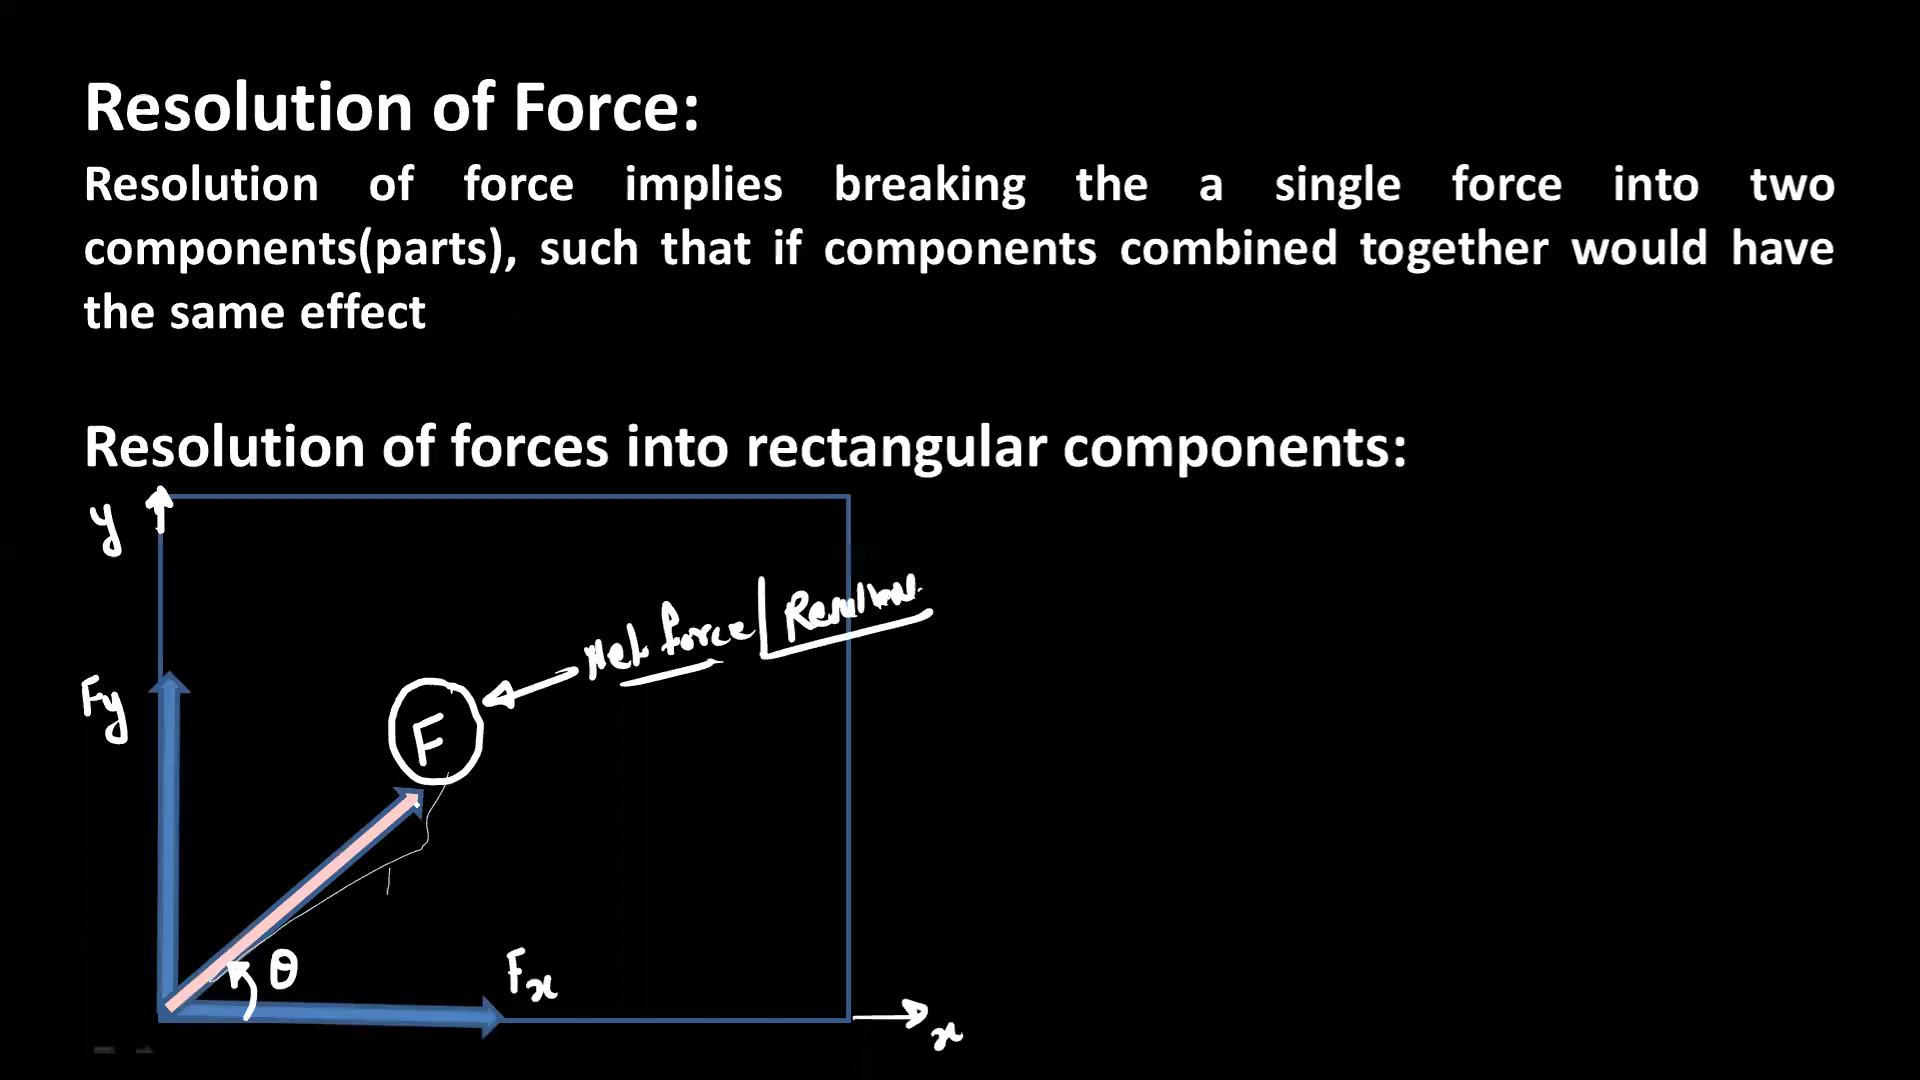 Resolution of Force:
Resolution of force implies breaking the a single force into two
components(parts), such that if components combined together would have
the same effect
Resolution of forces into rectangular components:
y
Net force
Fy
F
θ
Fx
x